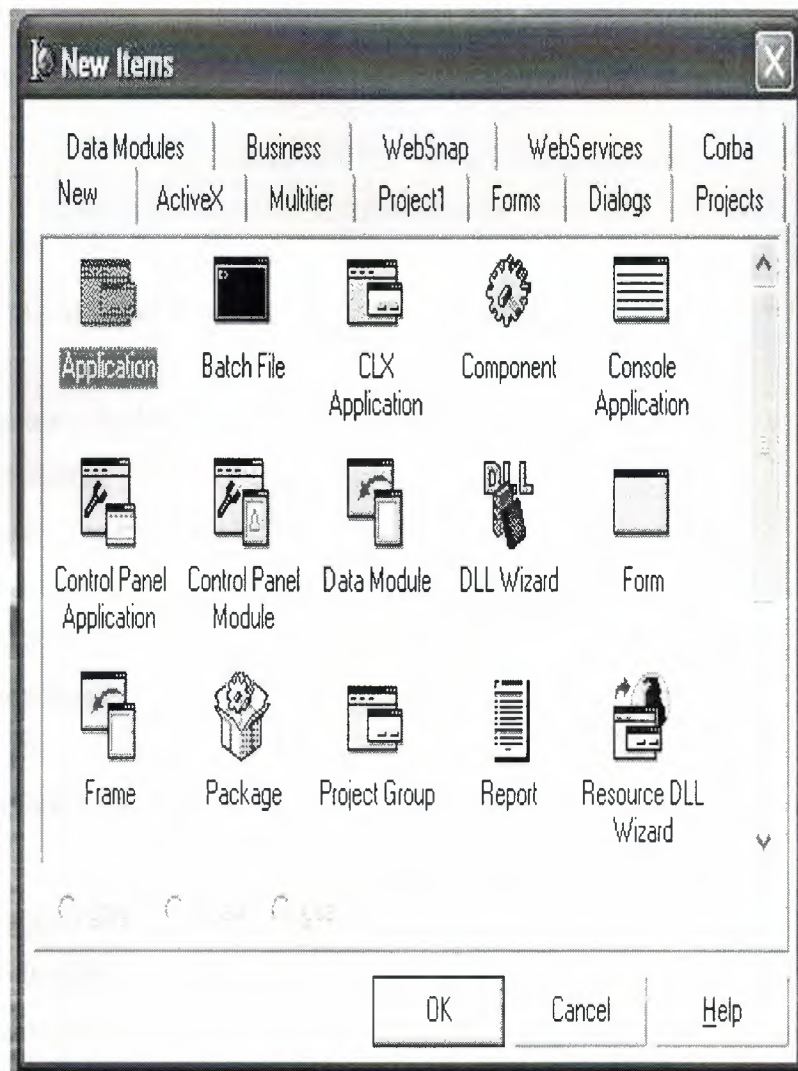 New Items
Data Modules Business WebSnap WebServices Corba
New ActiveX Multitier Project1 Forms Dialogs Projects
Application Batch File CLX Application Component Console Application
Control Panel Application Control Panel Module Data Module DLL Wizard Form
Frame Package Project Group Report Resource DLL Wizard
OK Cancel Help